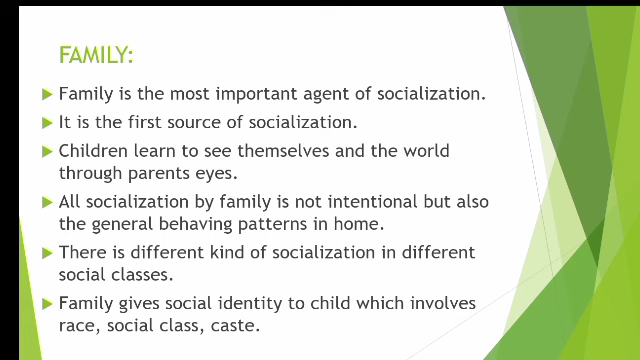 FAMILY:
Family is the most important agent of socialization.
It is the first source of socialization.
Children learn to see themselves and the world
through parents eyes.
All socialization by family is not intentional but also
the general behaving patterns in home.
There is different kind of socialization in different
social classes.
Family gives social identity to child which involves
race, social class, caste.